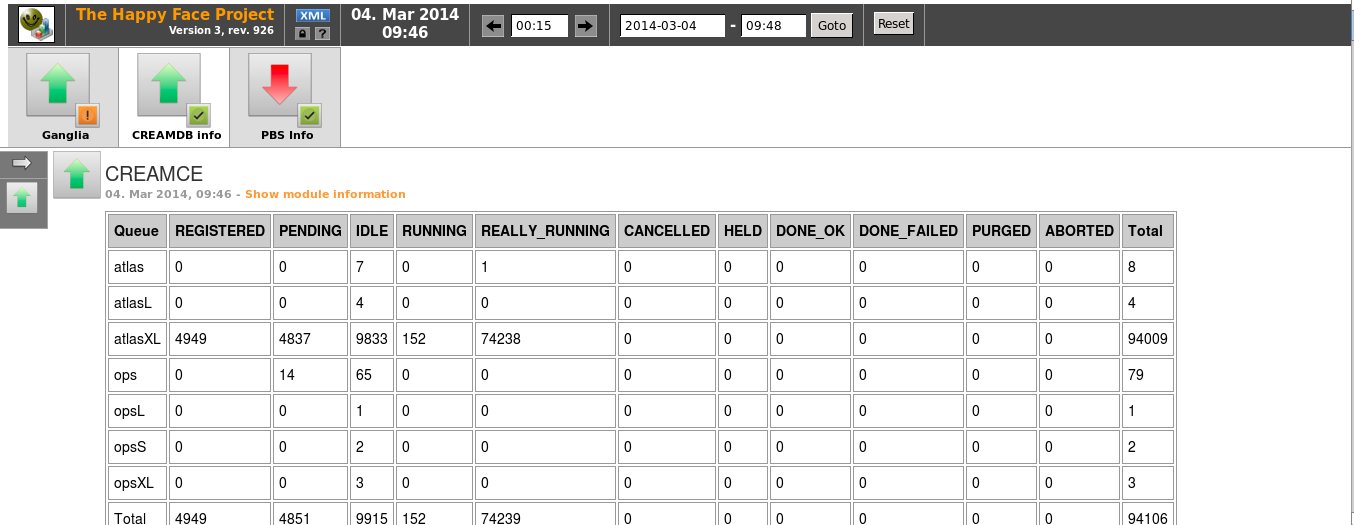 The Happy Face Project
Version 3, rev. 926
XML
?
04. Mar 2014
09:46
00:15
2014-03-04 - 09:48 Goto
Reset
!
Ganglia CREAMDB info PBS Info
CREAMCE
04. Mar 2014, 09:46 - Show module information
Queue REGISTERED PENDING IDLE RUNNING REALLY_RUNNING CANCELLED HELD DONE_OK DONE_FAILED PURGED ABORTED Total
atlas 0 0 7 0 1 0 0 0 0 0 0 8
atlasL 0 0 4 0 0 0 0 0 0 0 0 4
atlasXL 4949 4837 9833 152 74238 0 0 0 0 0 0 94009
ops 0 14 65 0 0 0 0 0 0 0 0 79
opsL 0 0 1 0 0 0 0 0 0 0 0 1
opsS 0 0 2 0 0 0 0 0 0 0 0 2
opsXL 0 0 3 0 0 0 0 0 0 0 0 3
Total 4949 4851 9915 152 74239 0 0 0 0 0 0 94106